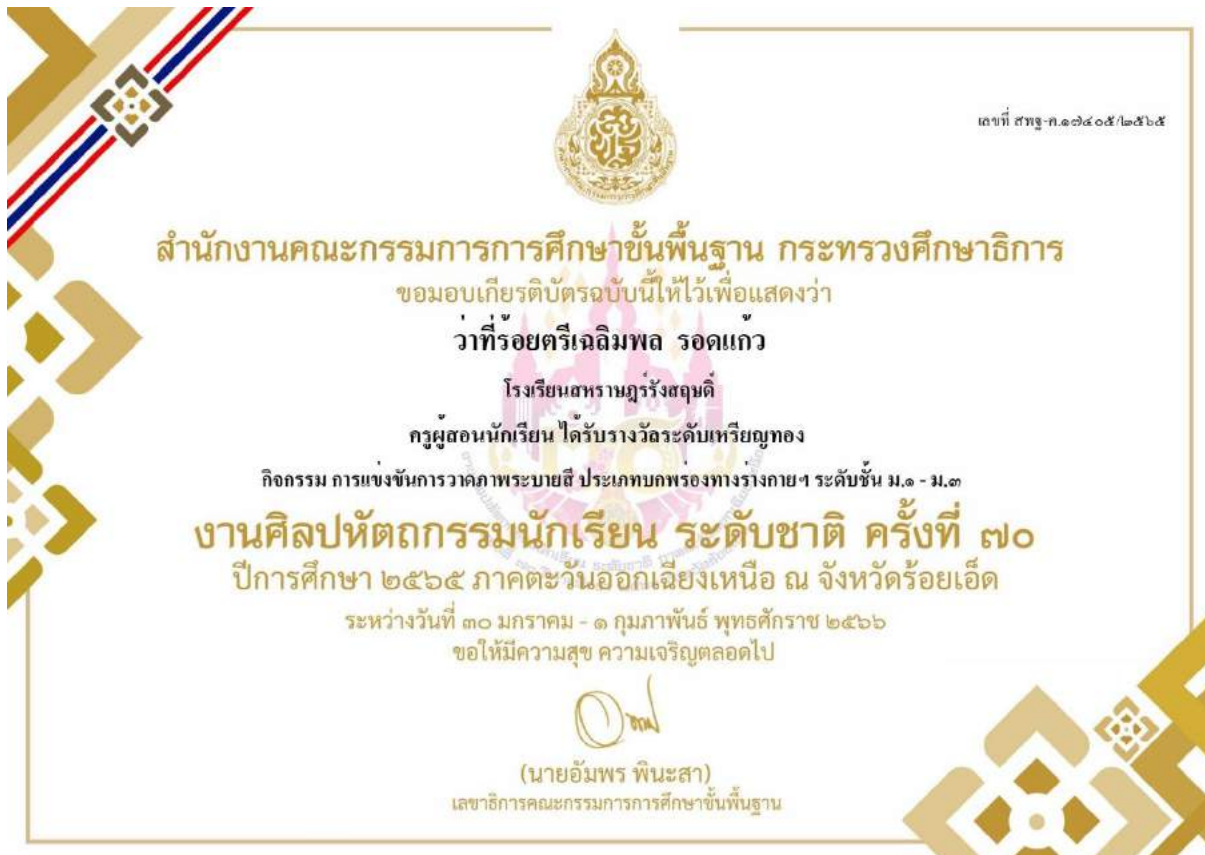 เลขที่ สพฐ-ค.๑๗๔๐๕/๒๕๖๕
สำนักงานคณะกรรมการการศึกษาขั้นพื้นฐาน กระทรวงศึกษาธิการ
ขอมอบเกียรติบัตรฉบับนี้ให้ไว้เพื่อแสดงว่า
ว่าที่ร้อยตรีเฉลิมพล รอดแก้ว
โรงเรียนสหราษฎร์รังสฤษดิ์
ครูผู้สอนนักเรียน ได้รับรางวัลระดับเหรียญทอง
กิจกรรม การแข่งขันการวาดภาพระบายสี ประเภทบกพร่องทางร่างกายฯ ระดับชั้น ม.๑ - ม.๓
งานศิลปหัตถกรรมนักเรียน ระดับชาติ ครั้งที่ ๗๐
ปีการศึกษา ๒๕๖๕ ภาคตะวันออกเฉียงเหนือ ณ จังหวัดร้อยเอ็ด
ระหว่างวันที่ ๓๐ มกราคม - ๑ กุมภาพันธ์ พุทธศักราช ๒๕๖๖
ขอให้มีความสุข ความเจริญตลอดไป
(นายอัมพร พินะสา)
เลขาธิการคณะกรรมการการศึกษาขั้นพื้นฐาน